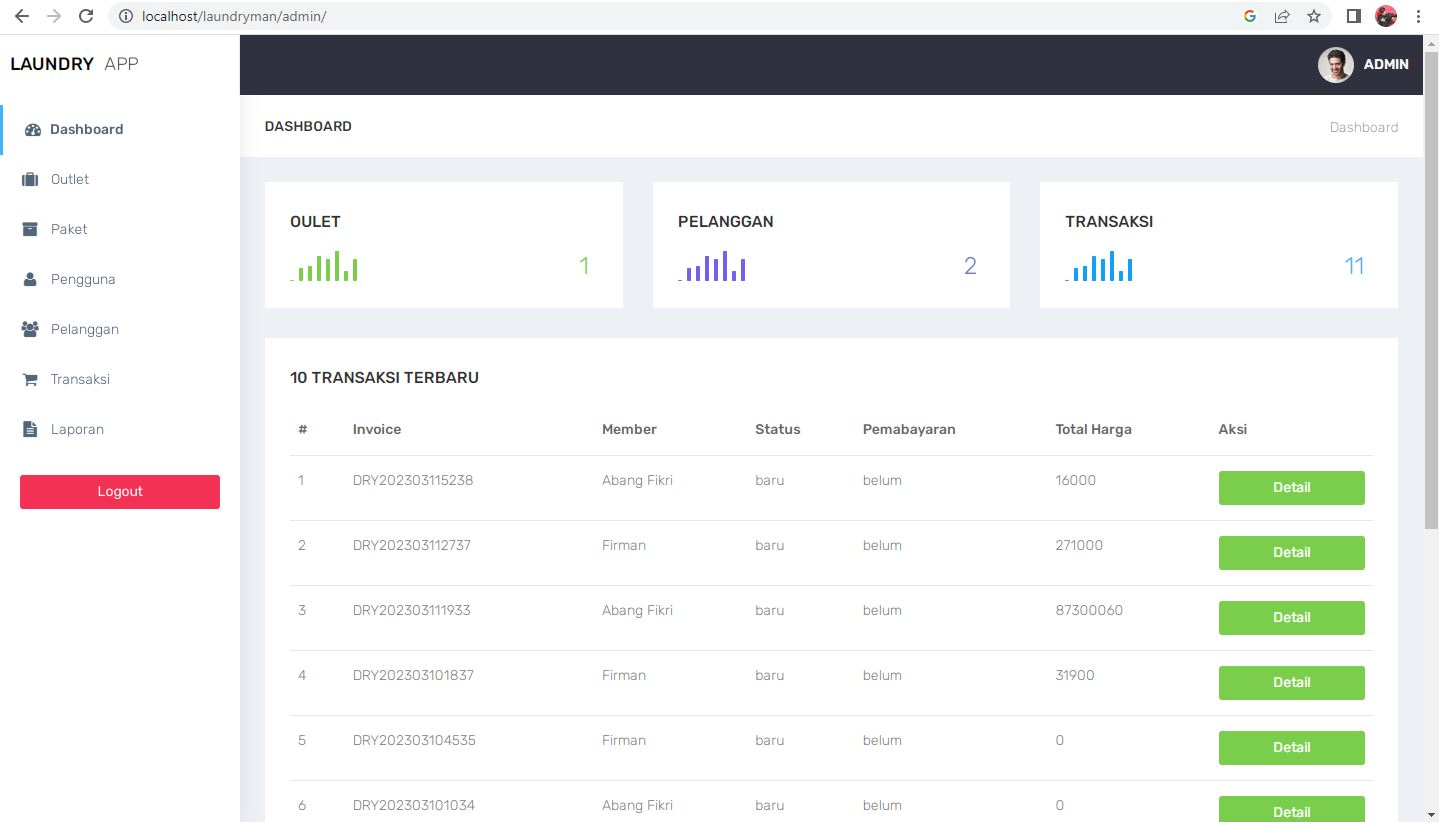 localhost/laundryman/admin/
LAUNDRY APP
ADMIN
Dashboard
Outlet
Paket
Pengguna
Pelanggan
Transaksi
Laporan
Logout
DASHBOARD
Dashboard
OULET
1
PELANGGAN
2
TRANSAKSI
11
10 TRANSAKSI TERBARU
# Invoice Member Status Pemabayaran Total Harga Aksi
1 DRY202303115238 Abang Fikri baru belum 16000 Detail
2 DRY202303112737 Firman baru belum 271000 Detail
3 DRY202303111933 Abang Fikri baru belum 87300060 Detail
4 DRY202303101837 Firman baru belum 31900 Detail
5 DRY202303104535 Firman baru belum 0 Detail
6 DRY202303101034 Abang Fikri baru belum 0 Detail